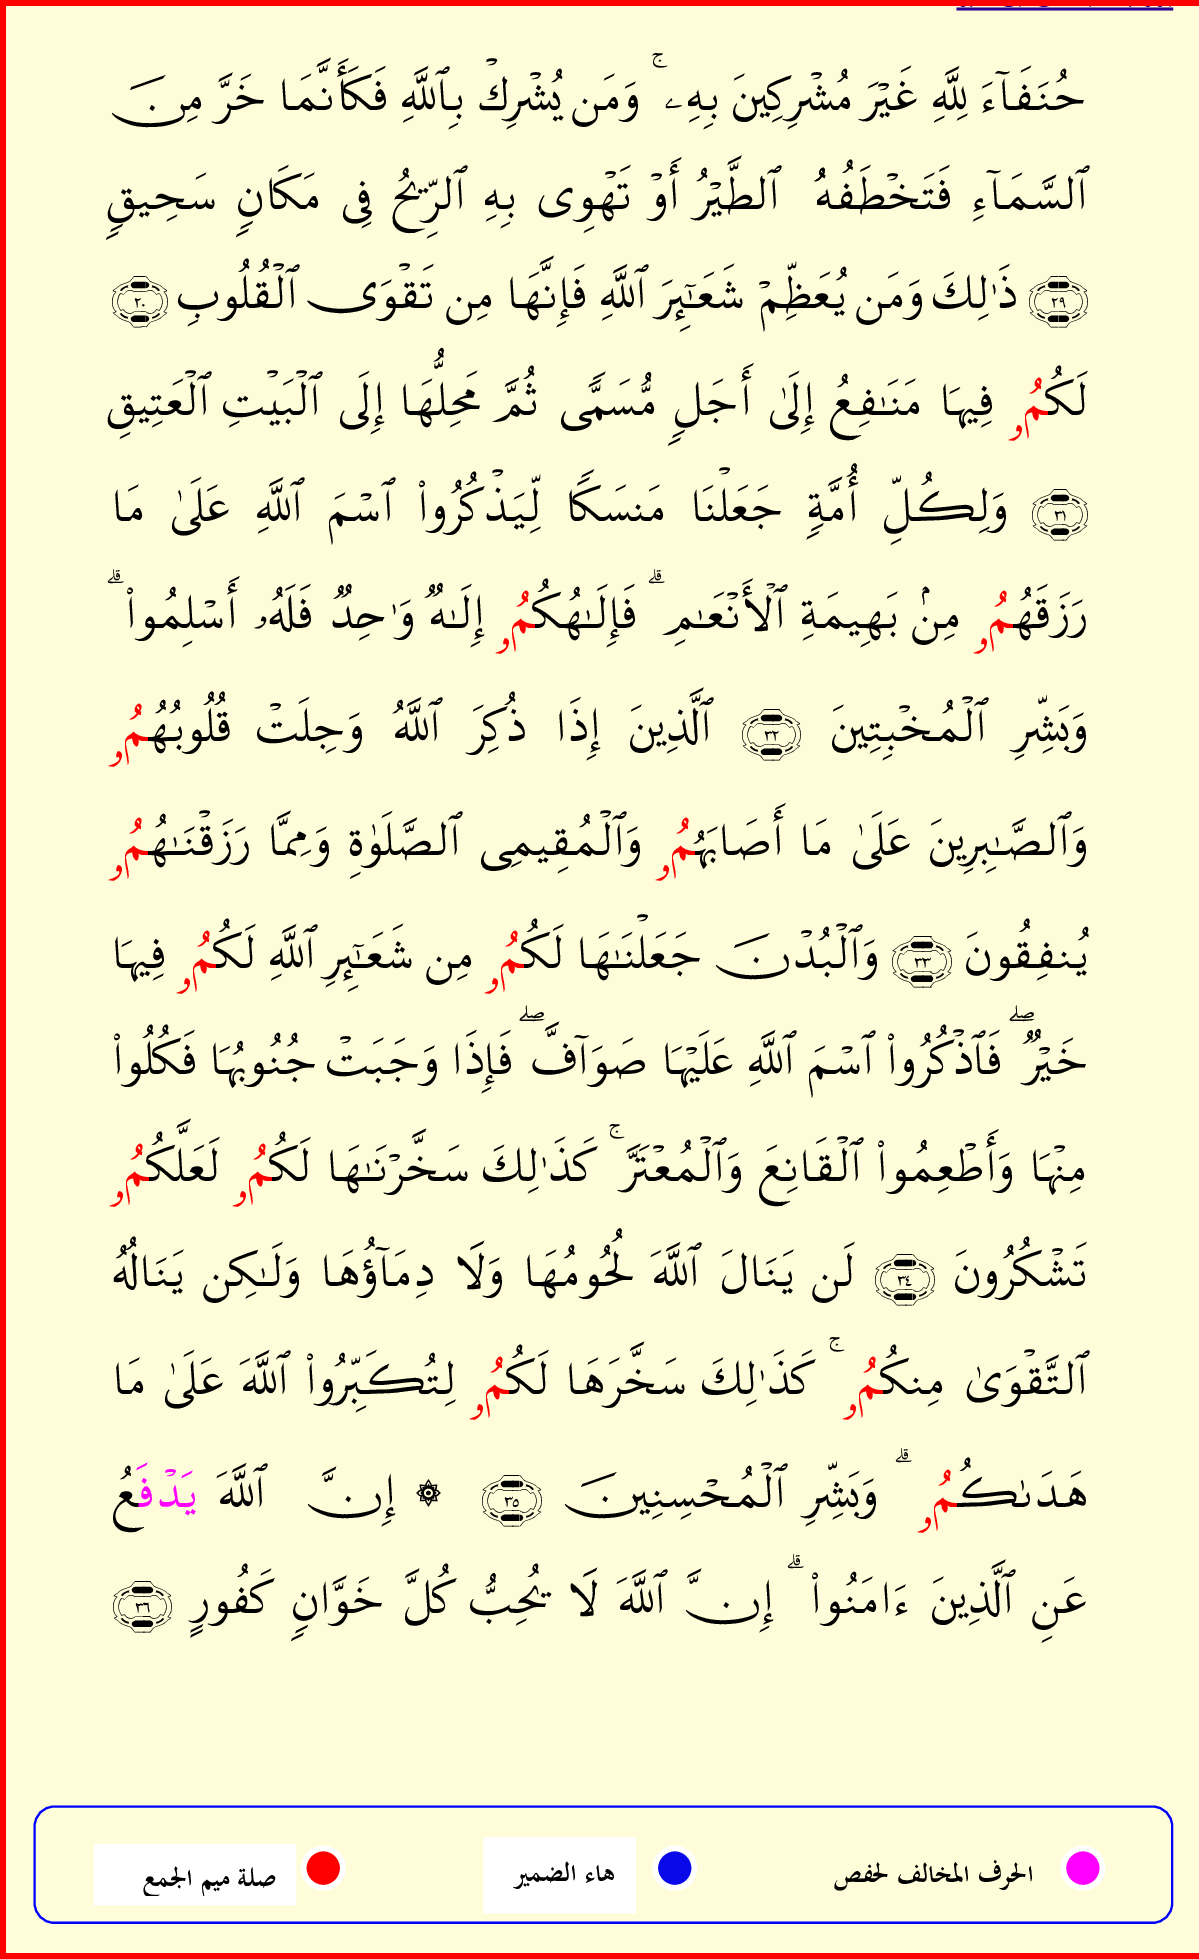 حُنَفَآءَ لِلَّهِ غَيْرَ مُشْرِكِينَ بِهِۦ ۚ وَمَن يُشْرِكْ بِٱللَّهِ فَكَأَنَّمَا خَرَّ مِنَ
ٱلسَّمَآءِ فَتَخْطَفُهُ ٱلطَّيْرُ أَوْ تَهْوِى بِهِ ٱلرِّيحُ فِى مَكَانٍ سَحِيقٍ
٢٩ ذَٰلِكَ وَمَن يُعَظِّمْ شَعَـٰٓئِرَ ٱللَّهِ فَإِنَّهَا مِن تَقْوَى ٱلْقُلُوبِ ٣٠
لَكُمُۥ فِيهَا مَنَـٰفِعُ إِلَىٰٓ أَجَلٍ مُّسَمًّى ثُمَّ مَحِلُّهَآ إِلَى ٱلْبَيْتِ ٱلْعَتِيقِ
٣١ وَلِكُلِّ أُمَّةٍ جَعَلْنَا مَنسَكًا لِّيَذْكُرُوا۟ ٱسْمَ ٱللَّهِ عَلَىٰ مَا
رَزَقَهُمُۥ مِنۢ بَهِيمَةِ ٱلْأَنْعَـٰمِ ۗ فَإِلَـٰهُكُمُۥ إِلَـٰهٌ وَٰحِدٌ فَلَهُۥ أَسْلِمُوا۟ ۗ
وَبَشِّرِ ٱلْمُخْبِتِينَ ٣٢ ٱلَّذِينَ إِذَا ذُكِرَ ٱللَّهُ وَجِلَتْ قُلُوبُهُمُۥ
وَٱلصَّـٰبِرِينَ عَلَىٰ مَا أَصَابَهُمُۥ وَٱلْمُقِيمِى ٱلصَّلَوٰةِ وَمِمَّا رَزَقْنَـٰهُمُۥ
يُنفِقُونَ ٣٣ وَٱلْبُدْنَ جَعَلْنَـٰهَا لَكُمُۥ مِن شَعَـٰٓئِرِ ٱللَّهِ لَكُمُۥ فِيهَا
خَيْرٌ ۖ فَٱذْكُرُوا۟ ٱسْمَ ٱللَّهِ عَلَيْهَا صَوَآفَّ ۖ فَإِذَا وَجَبَتْ جُنُوبُهَا فَكُلُوا۟
مِنْهَا وَأَطْعِمُوا۟ ٱلْقَانِعَ وَٱلْمُعْتَرَّ ۚ كَذَٰلِكَ سَخَّرْنَـٰهَا لَكُمُۥ لَعَلَّكُمُۥ
تَشْكُرُونَ ٣٤ لَن يَنَالَ ٱللَّهَ لُحُومُهَا وَلَا دِمَآؤُهَا وَلَـٰكِن يَنَالُهُ
ٱلتَّقْوَىٰ مِنكُمُۥ ۚ كَذَٰلِكَ سَخَّرَهَا لَكُمُۥ لِتُكَبِّرُوا۟ ٱللَّهَ عَلَىٰ مَا
هَدَىٰكُمُۥ ۗ وَبَشِّرِ ٱلْمُحْسِنِينَ ٣٥ ۞ إِنَّ ٱللَّهَ يَدْفَعُ
عَنِ ٱلَّذِينَ ءَامَنُوا۟ ۗ إِنَّ ٱللَّهَ لَا يُحِبُّ كُلَّ خَوَّانٍ كَفُورٍ ٣٦
الحرف المخالف لحفص هاء الضمير صلة ميم الجمع